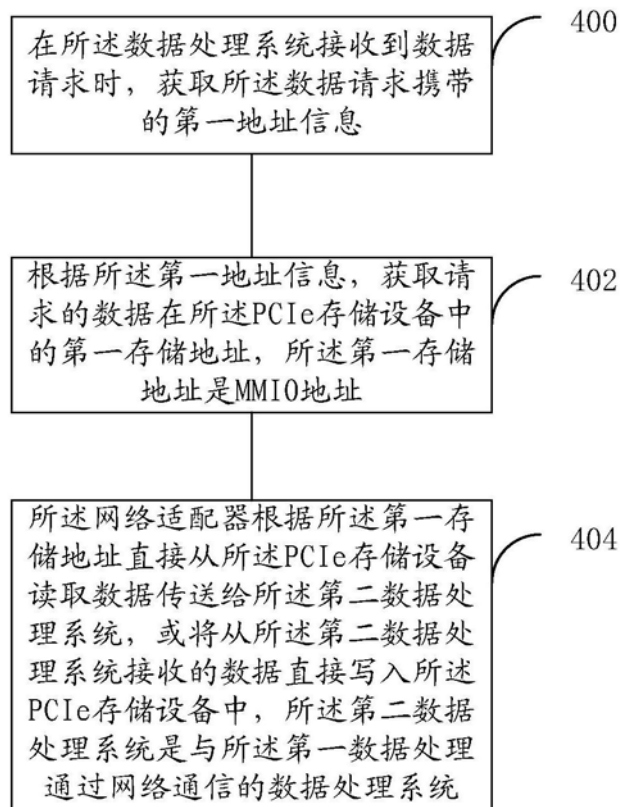 在所述数据处理系统接收到数据
请求时，获取所述数据请求携带
的第一地址信息
400
根据所述第一地址信息，获取请
求的数据在所述PCIe存储设备中
的第一存储地址，所述第一存储
地址是MMIO地址
402
所述网络适配器根据所述第一存
储地址直接从所述PCIe存储设备
读取数据传送给所述第二数据处
理系统，或将从所述第二数据处
理系统接收的数据直接写入所述
PCIe存储设备中，所述第二数据
处理系统是与所述第一数据处理
通过网络通信的数据处理系统
404